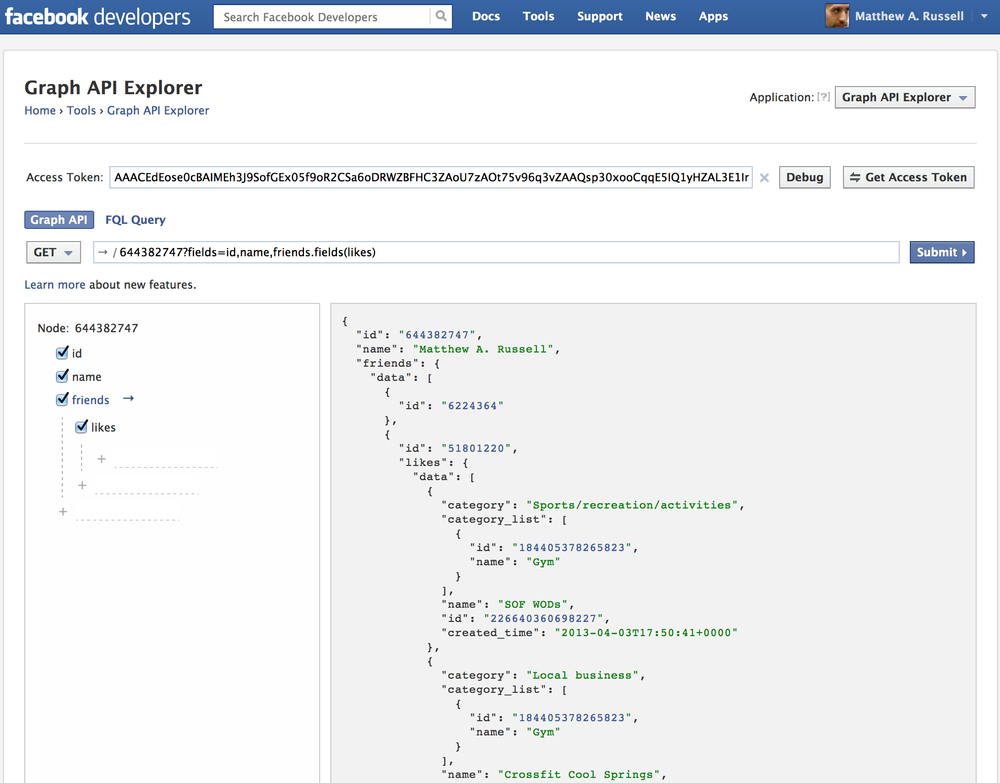 facebook developers Search Facebook Developers Docs Tools Support News Apps Matthew A. Russell
Graph API Explorer
Home › Tools › Graph API Explorer
Application: [?] Graph API Explorer
Access Token: AAACEdEose0cBAIMEh3J9SofGEx05f9oR2CSa6oDRWZBFHC3ZAoU7zAOt75v96q3vZAAQsp30xooCqqE5IQ1yHZAL3E1Ir Debug Get Access Token
Graph API FQL Query
GET → / 644382747?fields=id,name,friends.fields(likes) Submit
Learn more about new features.
Node: 644382747
id
name
friends →
likes
+
+
+
{
"id": "644382747",
"name": "Matthew A. Russell",
"friends": {
"data": [
{
"id": "6224364"
},
{
"id": "51801220",
"likes": {
"data": [
{
"category": "Sports/recreation/activities",
"category_list": [
{
"id": "184405378265823",
"name": "Gym"
}
],
"name": "SOF WODs",
"id": "226640360698227",
"created_time": "2013-04-03T17:50:41+0000"
},
{
"category": "Local business",
"category_list": [
{
"id": "184405378265823",
"name": "Gym"
}
],
"name": "Crossfit Cool Springs",